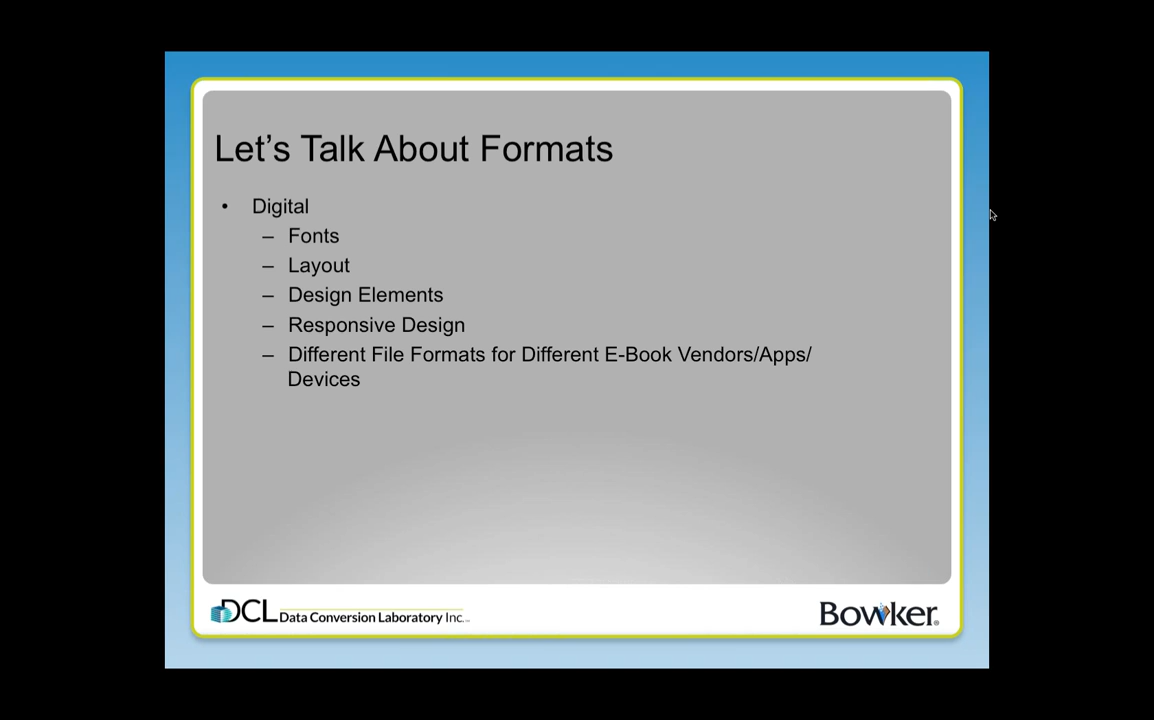 Let’s Talk About Formats
• Digital
– Fonts
– Layout
– Design Elements
– Responsive Design
– Different File Formats for Different E-Book Vendors/Apps/
Devices
DCL Data Conversion Laboratory Inc.
Bowker®